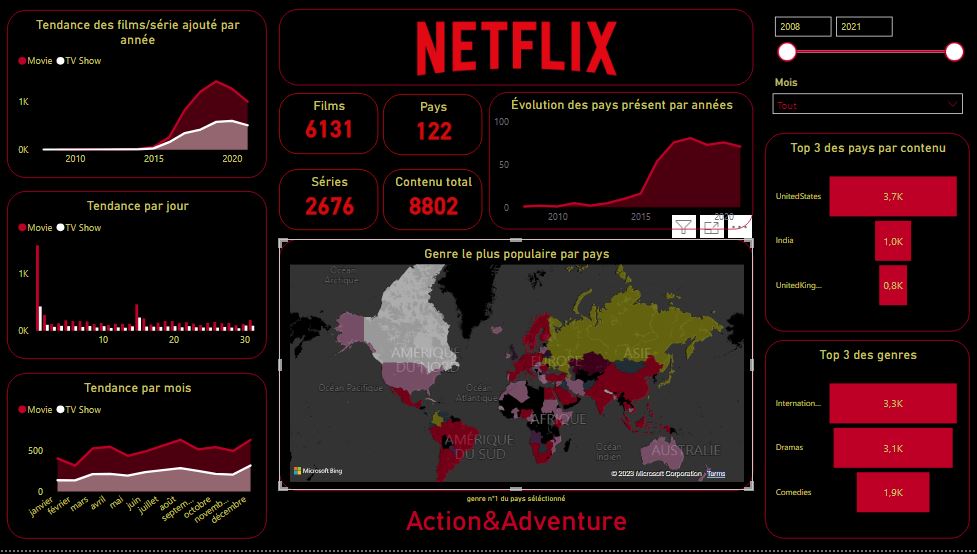 Tendance des films/série ajouté par
année
Movie TV Show
1K
0K
2010 2015 2020
Tendance par jour
Movie TV Show
1K
0K
10 20 30
Tendance par mois
Movie TV Show
500
0
janvier février mars avril mai juin juillet août septem... octobre novemb... décembre
NETFLIX
Films
6131
Pays
122
Séries
2676
Contenu total
8802
Évolution des pays présent par années
100
50
0
2010 2015 2020
Genre le plus populaire par pays
Océan
Arctique
AMÉRIQUE
DU NORD
EUROPE
ASIE
Océan Pacifique
Océan
Atlantique
AFRIQUE
AMÉRIQUE
DU SUD
Océan
Indien
AUSTRALIE
Microsoft Bing
© 2023 Microsoft Corporation Terms
genre n°1 du pays séléctionné
Action&Adventure
2008 2021
Mois
Tout
Top 3 des pays par contenu
UnitedStates 3,7K
India 1,0K
UnitedKing... 0,8K
Top 3 des genres
Internation... 3,3K
Dramas 3,1K
Comedies 1,9K